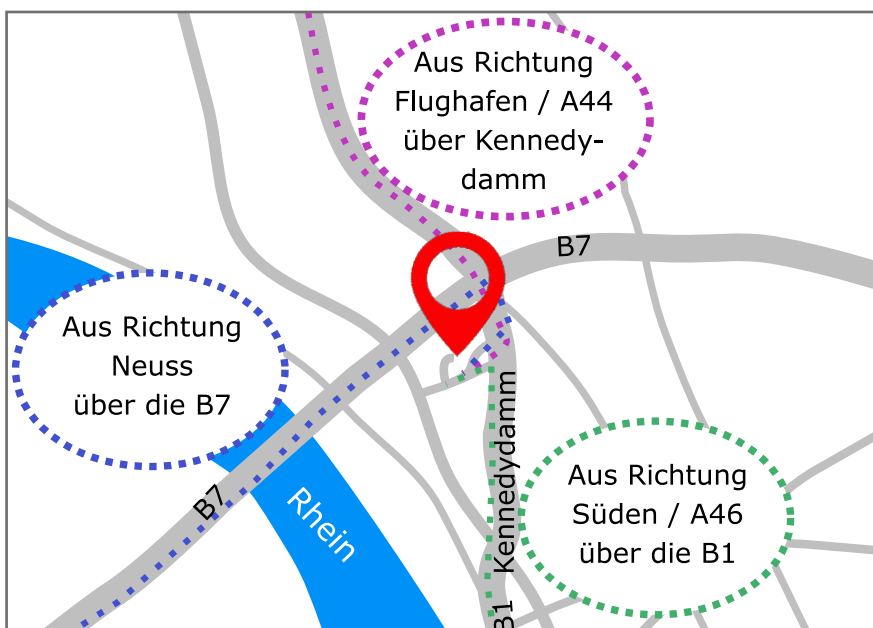 Aus Richtung
Flughafen / A44
über Kennedy-
damm
B7
Aus Richtung
Neuss
über die B7
B7
Rhein
Kennedydamm
B1
Aus Richtung
Süden / A46
über die B1